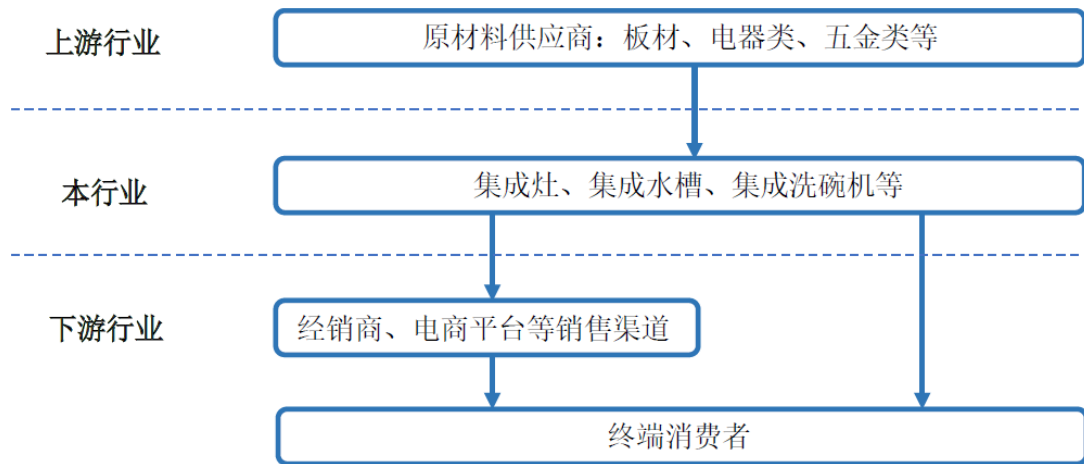 上游行业
原材料供应商：板材、电器类、五金类等
本行业
集成灶、集成水槽、集成洗碗机等
下游行业
经销商、电商平台等销售渠道
终端消费者